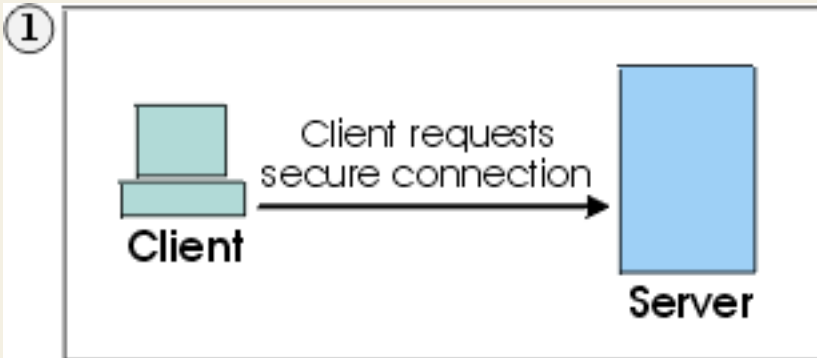 1
Client requests
secure connection
Client
Server